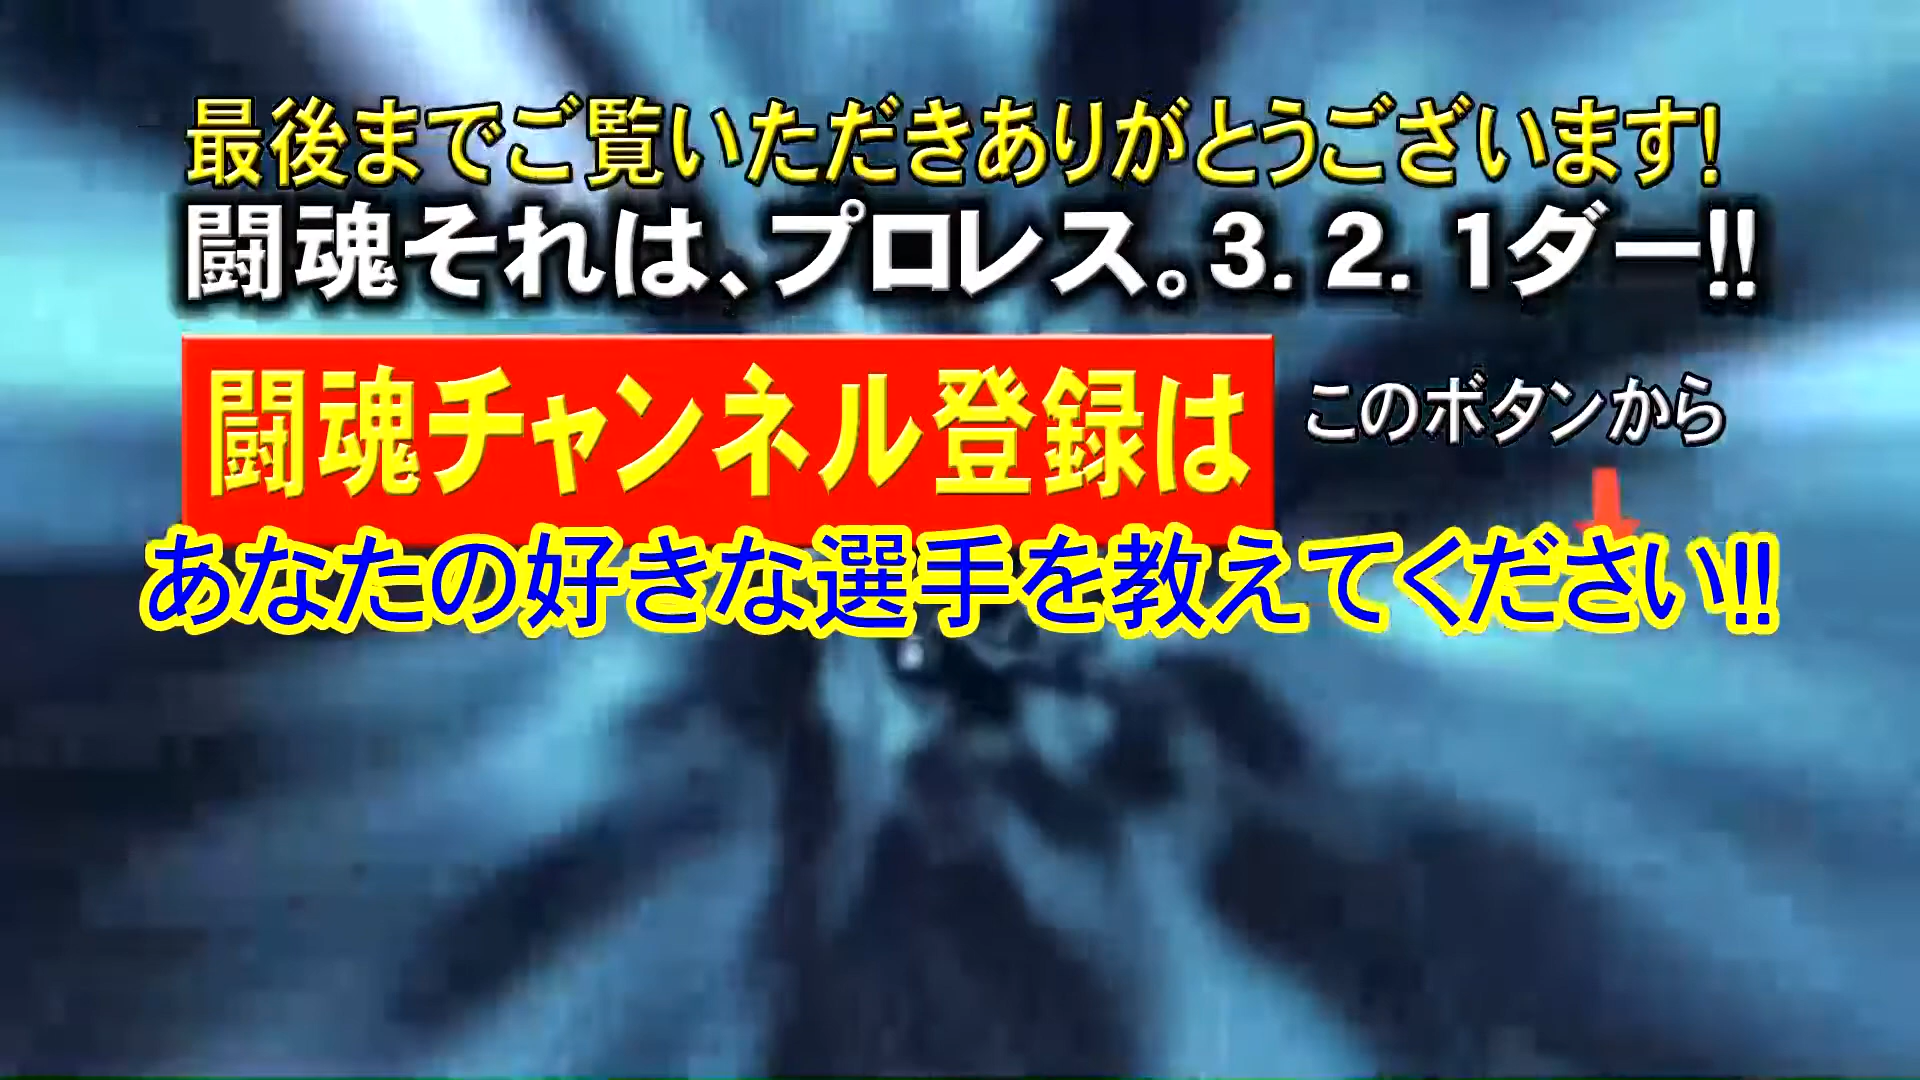 最後までご覧いただきありがとうございます!
闘魂それは、プロレス。3．2．1ダー!!
闘魂チャンネル登録は
このボタンから
あなたの好きな選手を教えてください!!